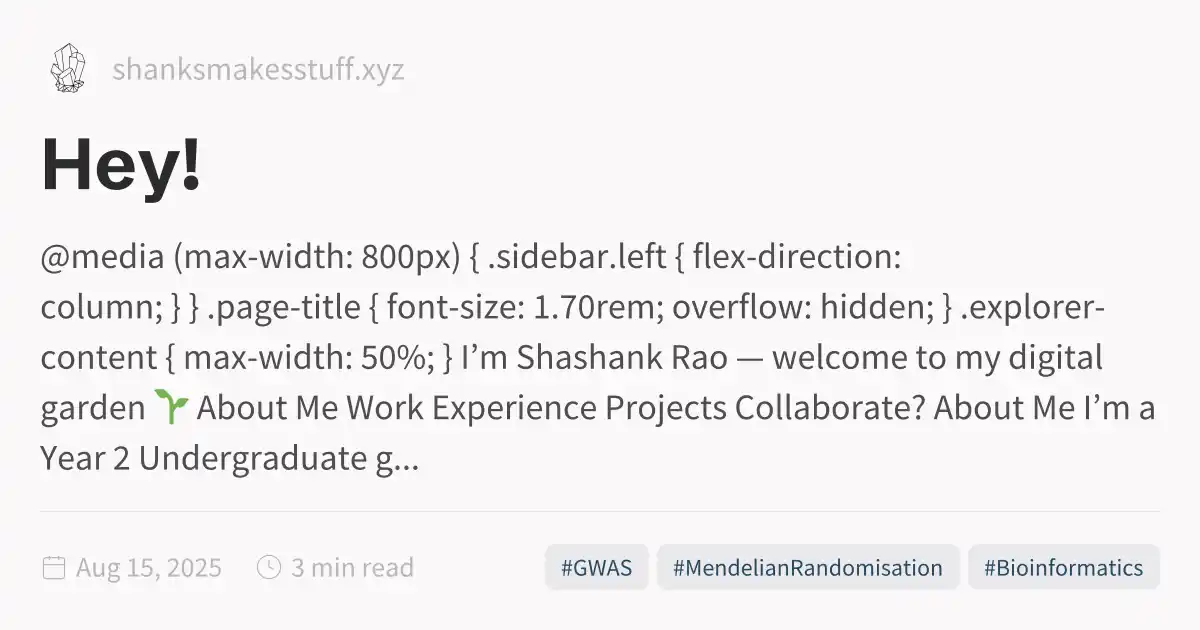 shanksmakesstuff.xyz
Hey!
@media (max-width: 800px) { .sidebar.left { flex-direction:
column; } } .page-title { font-size: 1.70rem; overflow: hidden; } .explorer-
content { max-width: 50%; } I’m Shashank Rao — welcome to my digital
garden 🌱 About Me Work Experience Projects Collaborate? About Me I’m a
Year 2 Undergraduate g...
Aug 15, 2025 3 min read #GWAS #MendelianRandomisation #Bioinformatics